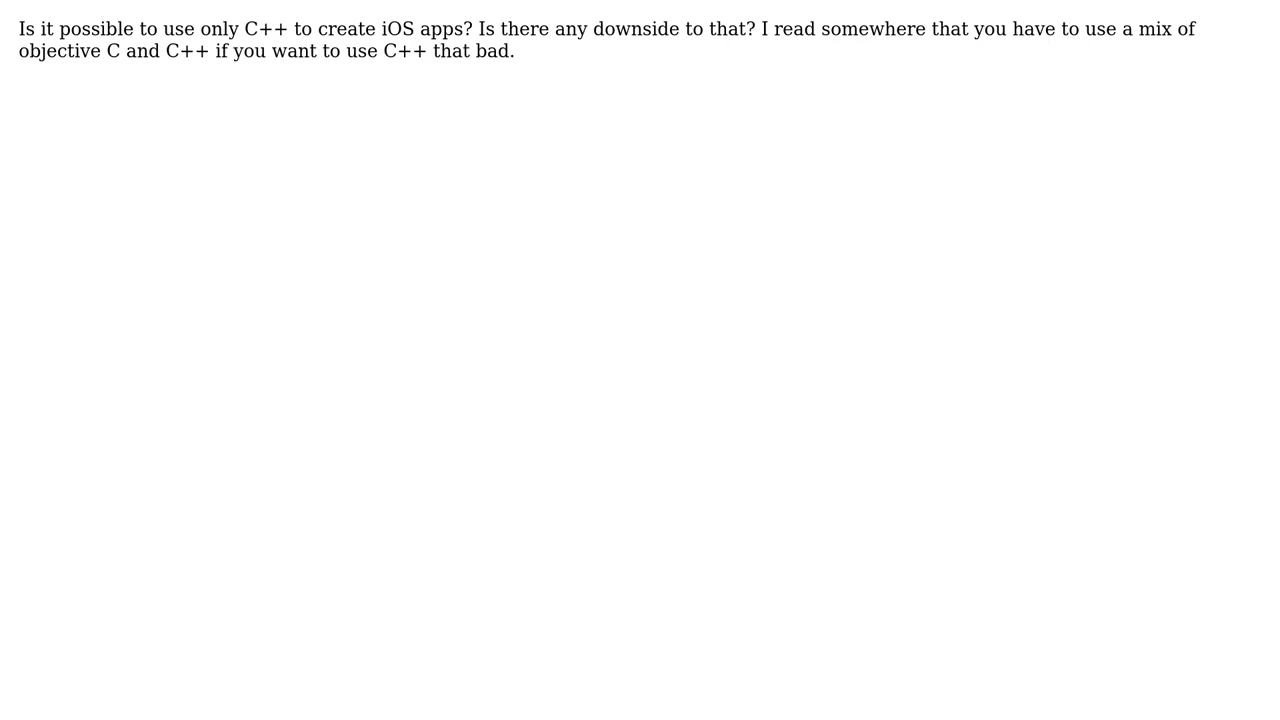 Is it possible to use only C++ to create iOS apps? Is there any downside to that? I read somewhere that you have to use a mix of
objective C and C++ if you want to use C++ that bad.